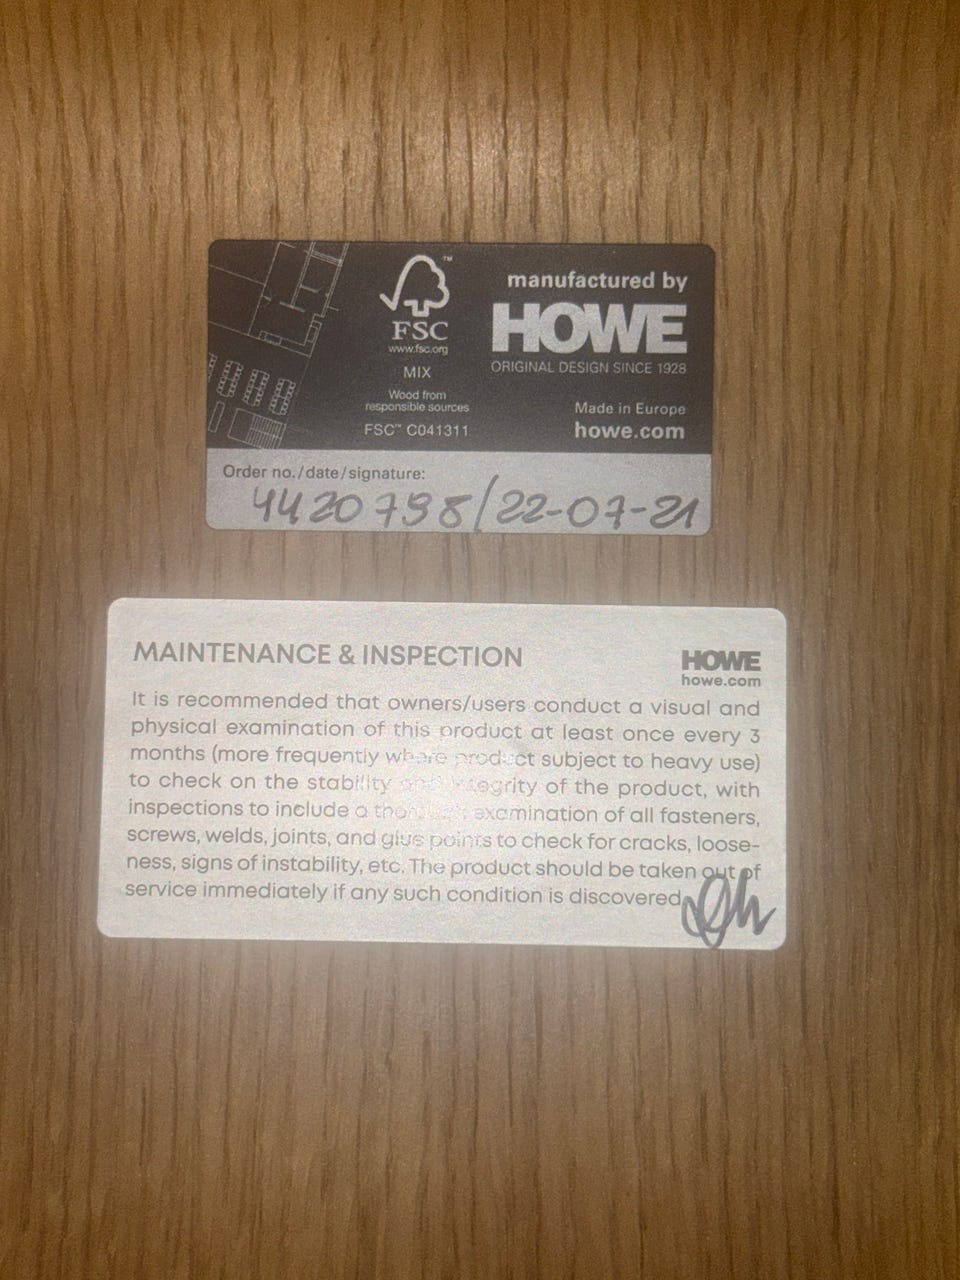 FSC
™
www.fsc.org
MIX
Wood from
responsible sources
FSC™ C041311
manufactured by
HOWE
ORIGINAL DESIGN SINCE 1928
Made in Europe
howe.com
Order no./date/signature:
4420798/22-07-21
MAINTENANCE & INSPECTION
HOWE
howe.com
It is recommended that owners/users conduct a visual and
physical examination of this product at least once every 3
months (more frequently where product subject to heavy use)
to check on the stability and integrity of the product, with
inspections to include a examination of all fasteners,
screws, welds, joints, and glue points to check for cracks, loose-
ness, signs of instability, etc. The product should be taken out of
service immediately if any such condition is discovered.